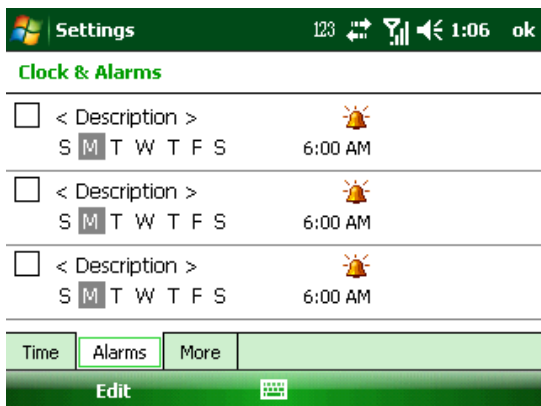 Settings 123 1:06 ok
Clock & Alarms
< Description >
S M T W T F S 6:00 AM
< Description >
S M T W T F S 6:00 AM
< Description >
S M T W T F S 6:00 AM
Time Alarms More
Edit